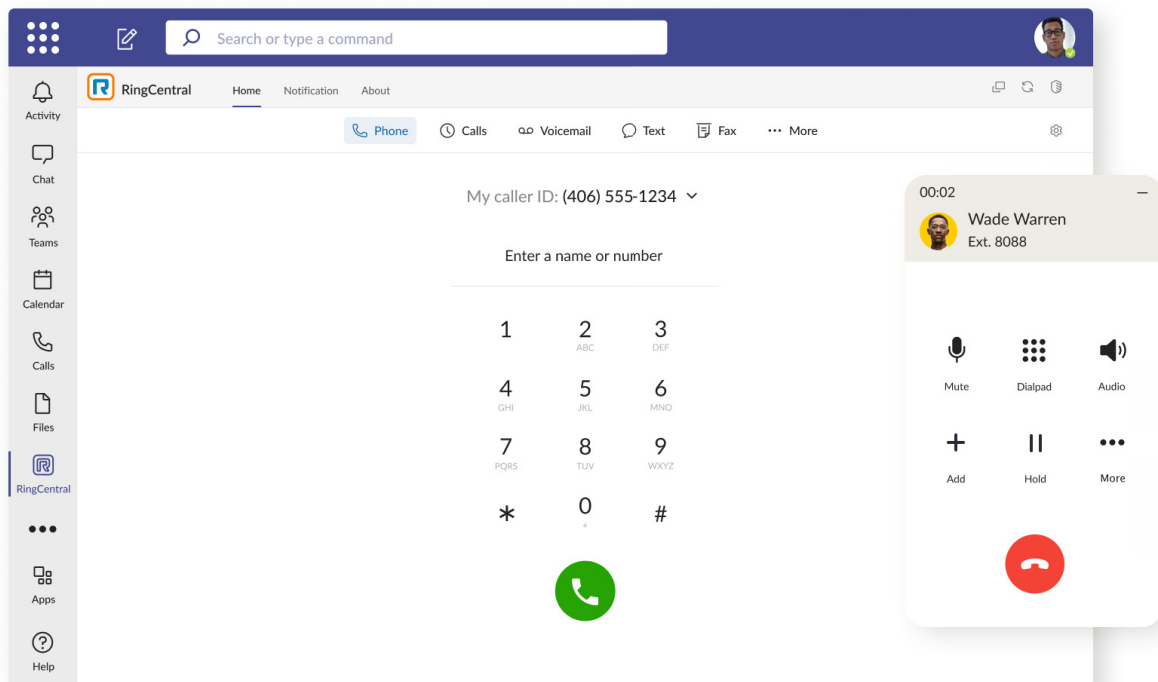 Search or type a command
RingCentral Home Notification About
Activity
Chat
Teams
Calendar
Calls
Files
RingCentral
Apps
Help
Phone Calls Voicemail Text Fax More
My caller ID: (406) 555-1234
Enter a name or number
1 2 3
ABC DEF
4 5 6
GHI JKL MNO
7 8 9
PQRS TUV WXYZ
* 0 #
+
00:02
Wade Warren
Ext. 8088
Mute Dialpad Audio
Add Hold More